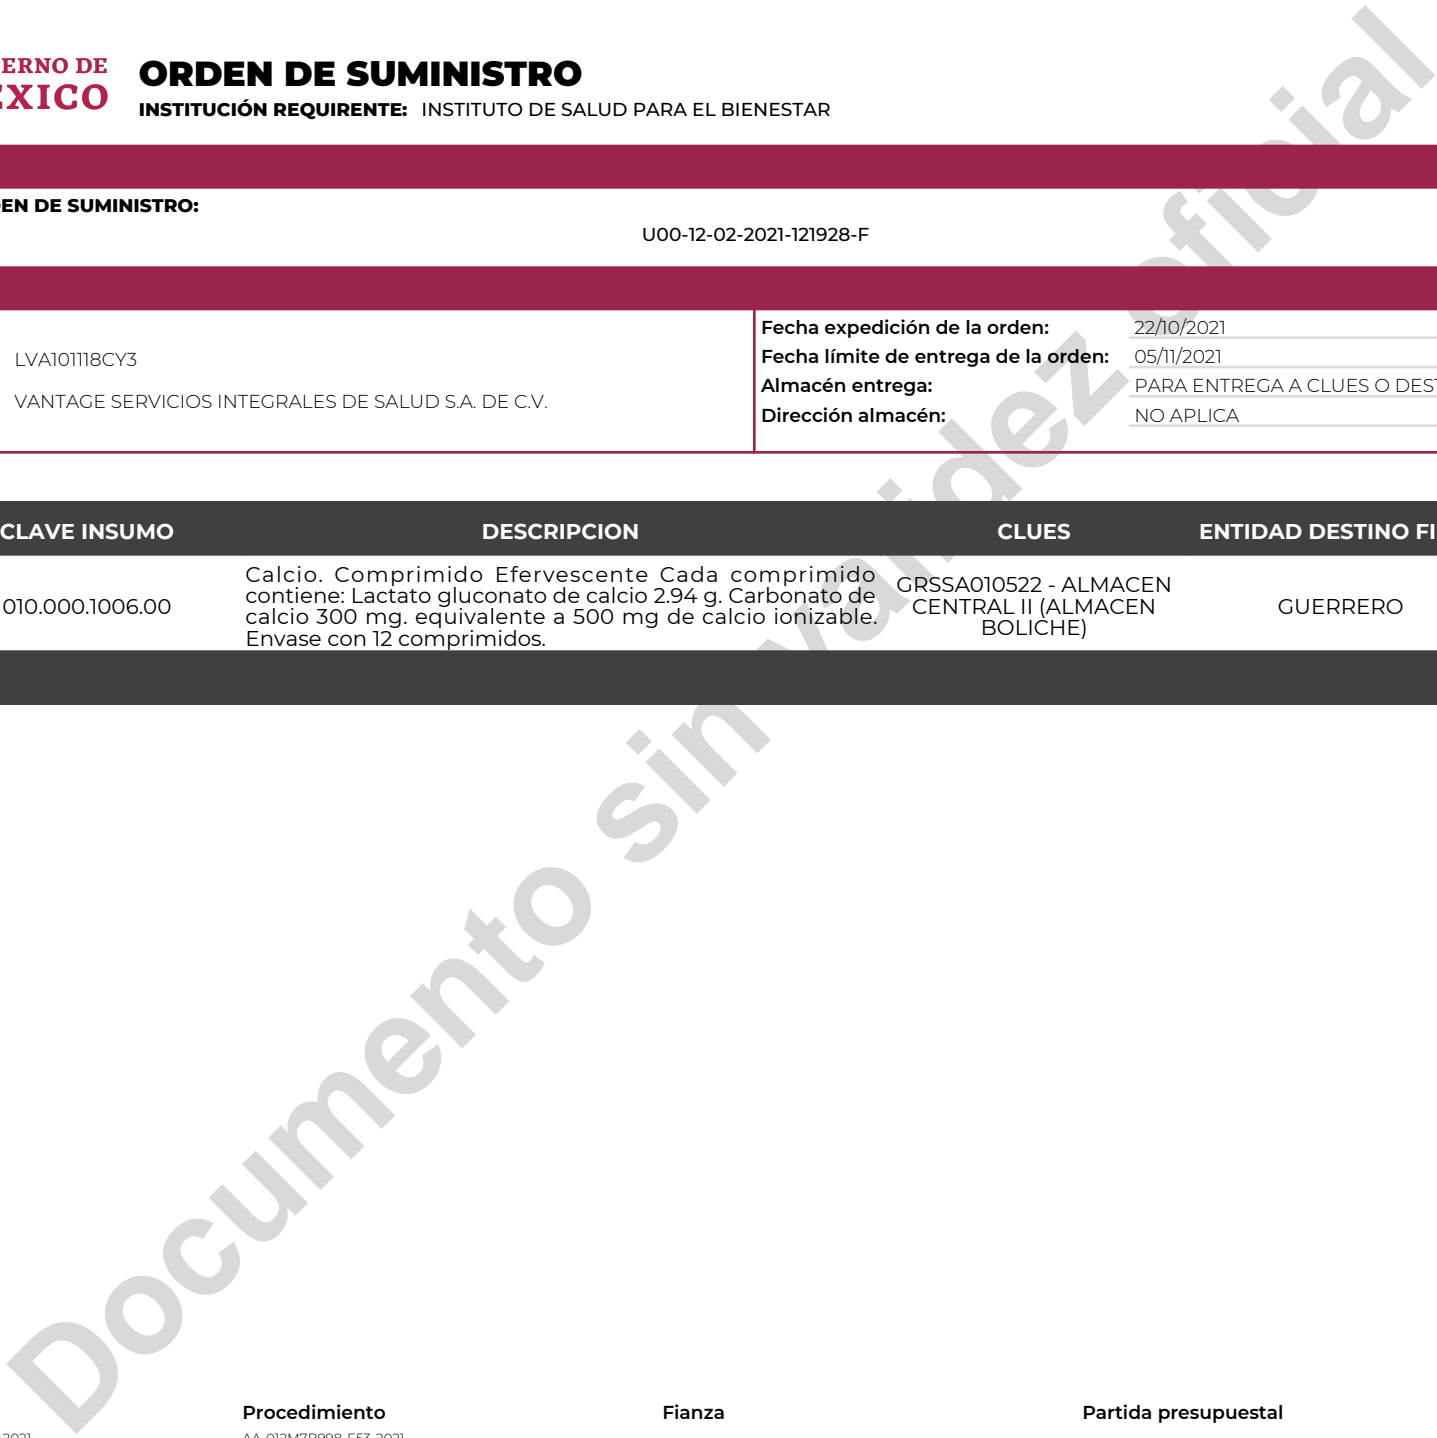 ERNO DE
EXICO
ORDEN DE SUMINISTRO
INSTITUCIÓN REQUIRENTE: INSTITUTO DE SALUD PARA EL BIENESTAR
EN DE SUMINISTRO:
U00-12-02-2021-121928-F
LVA101118CY3
VANTAGE SERVICIOS INTEGRALES DE SALUD S.A. DE C.V.
Fecha expedición de la orden: 22/10/2021
Fecha límite de entrega de la orden: 05/11/2021
Almacén entrega: PARA ENTREGA A CLUES O DEST
Dirección almacén: NO APLICA
CLAVE INSUMO DESCRIPCION CLUES ENTIDAD DESTINO FI
010.000.1006.00
Calcio. Comprimido Efervescente Cada comprimido
contiene: Lactato gluconato de calcio 2.94 g. Carbonato de
calcio 300 mg. equivalente a 500 mg de calcio ionizable.
Envase con 12 comprimidos.
GRSSA010522 - ALMACEN
CENTRAL II (ALMACEN
BOLICHE)
GUERRERO
Documento sin validez oficial
Procedimiento Fianza Partida presupuestal